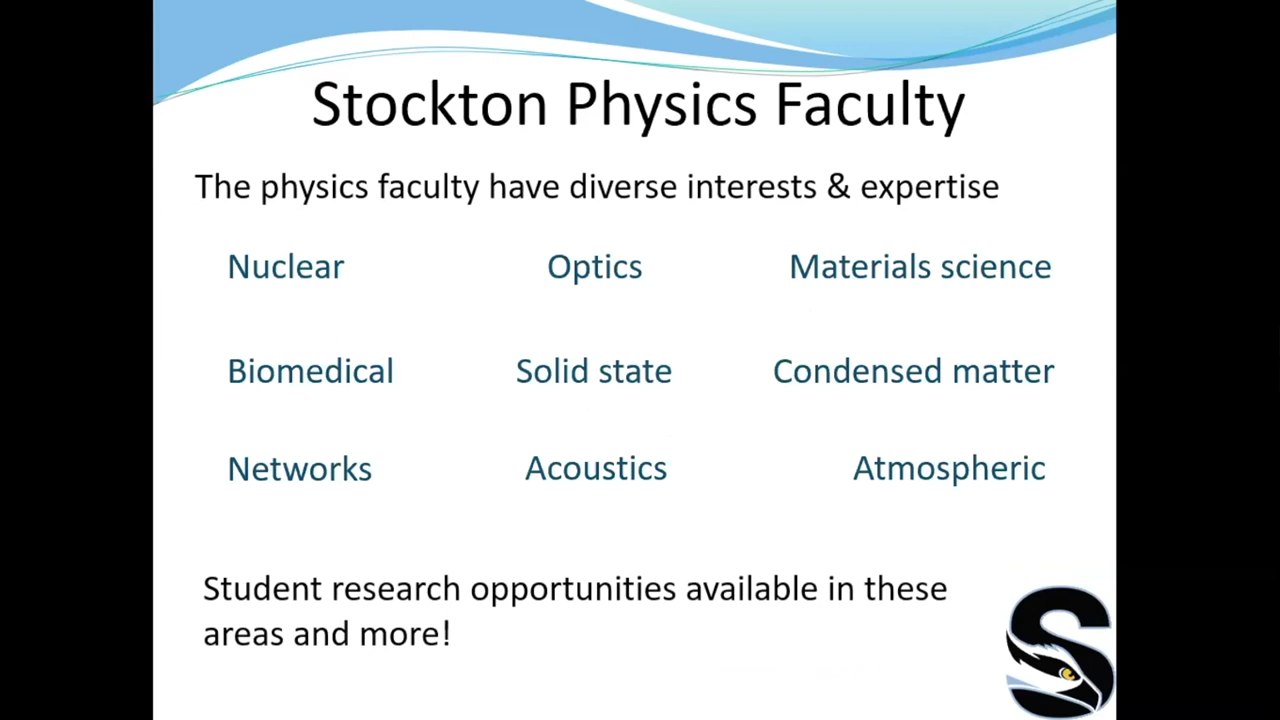 Stockton Physics Faculty
The physics faculty have diverse interests & expertise
Nuclear Optics Materials science
Biomedical Solid state Condensed matter
Networks Acoustics Atmospheric
Student research opportunities available in these
areas and more!
S